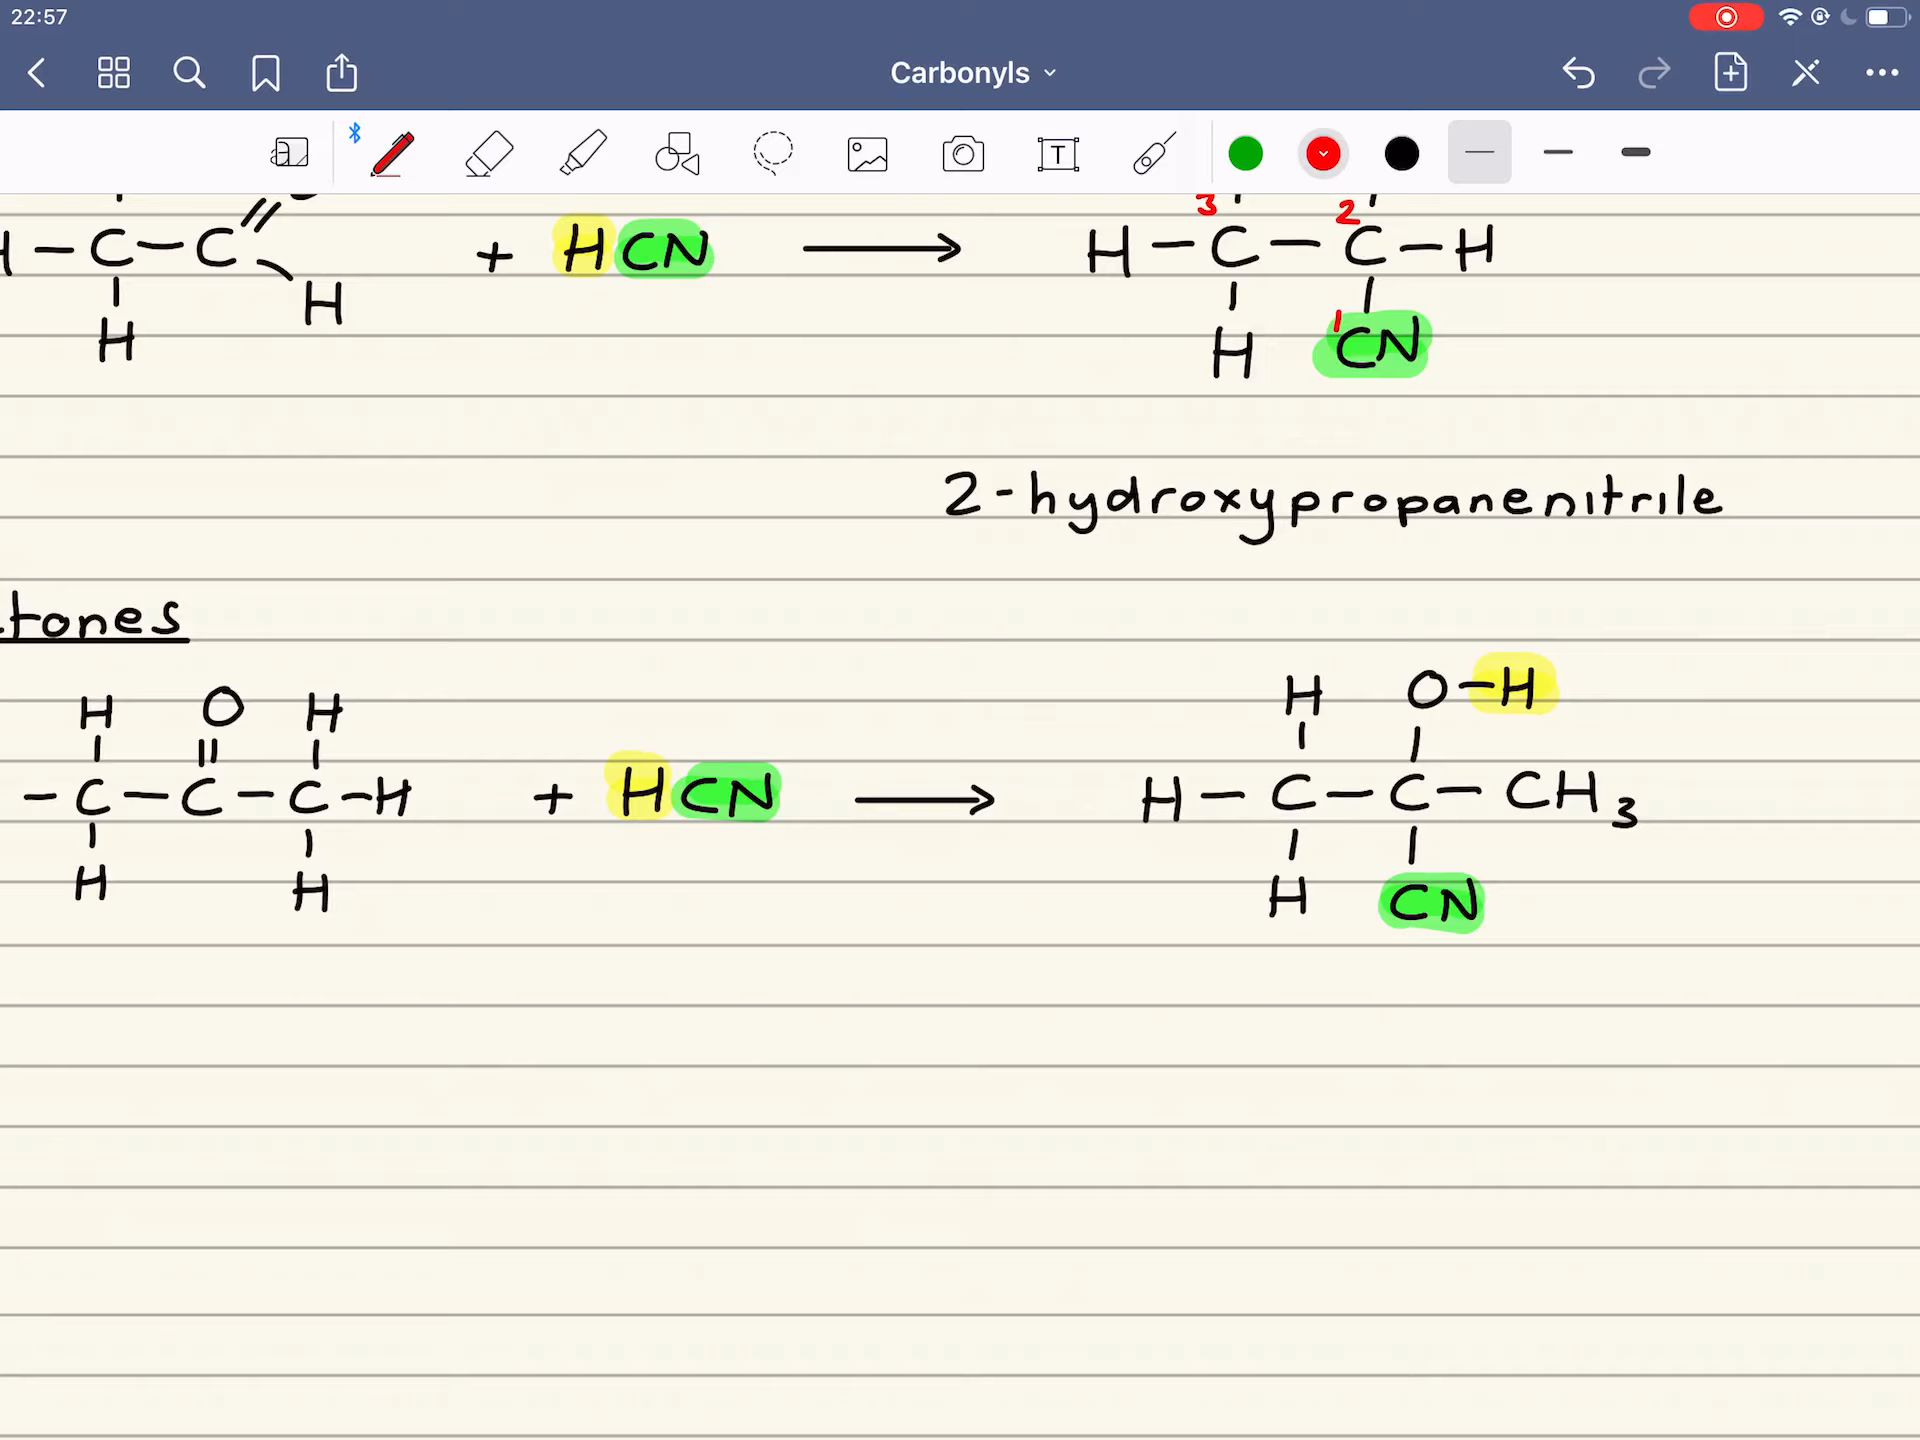 22:57
Carbonyls
3 2
H - C - C + HCN → H - C - C - H
H
H H 1 CN
2-hydroxypropanenitrile
tones
H O H H O-H
- C - C - C - H + HCN → H - C - C - CH3
H H H CN